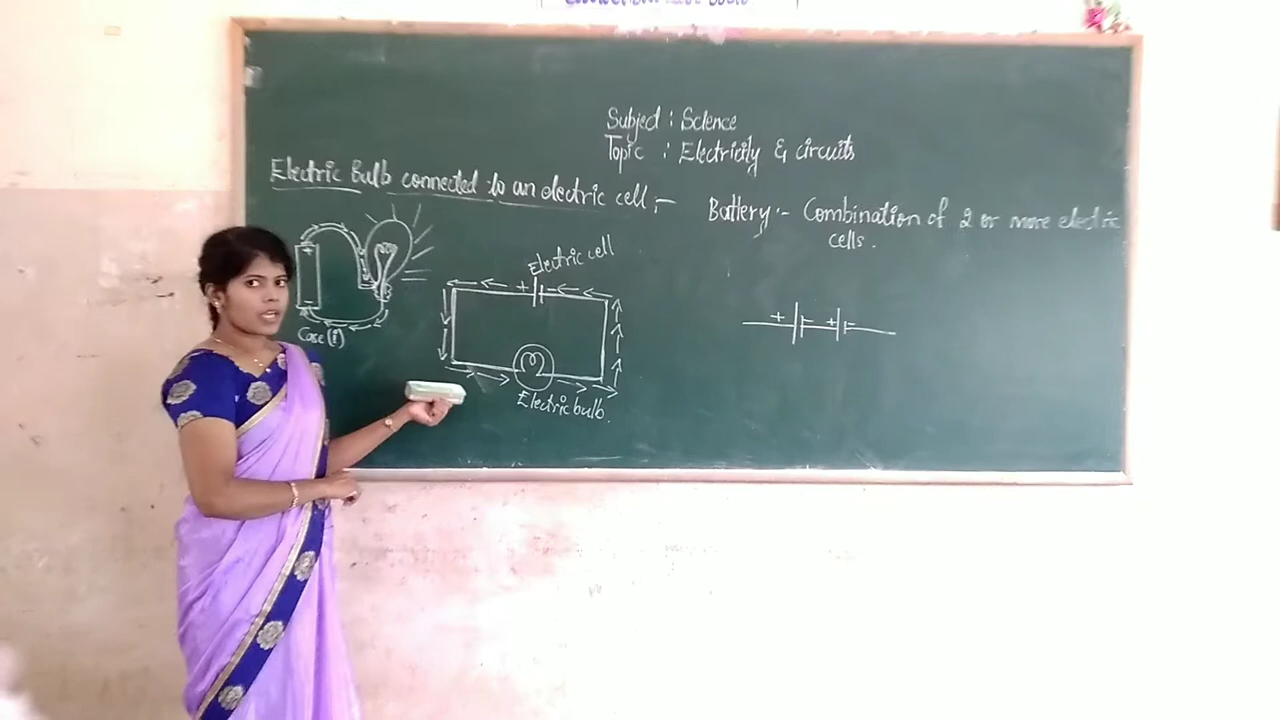 Subject : Science
Topic : Electricity & circuits
Electric Bulb connected to an electric cell :-
Battery :- Combination of 2 or more electric
cells.
+
-
Case (i)
Electric cell
+ -
Electric bulb.
+ - + -